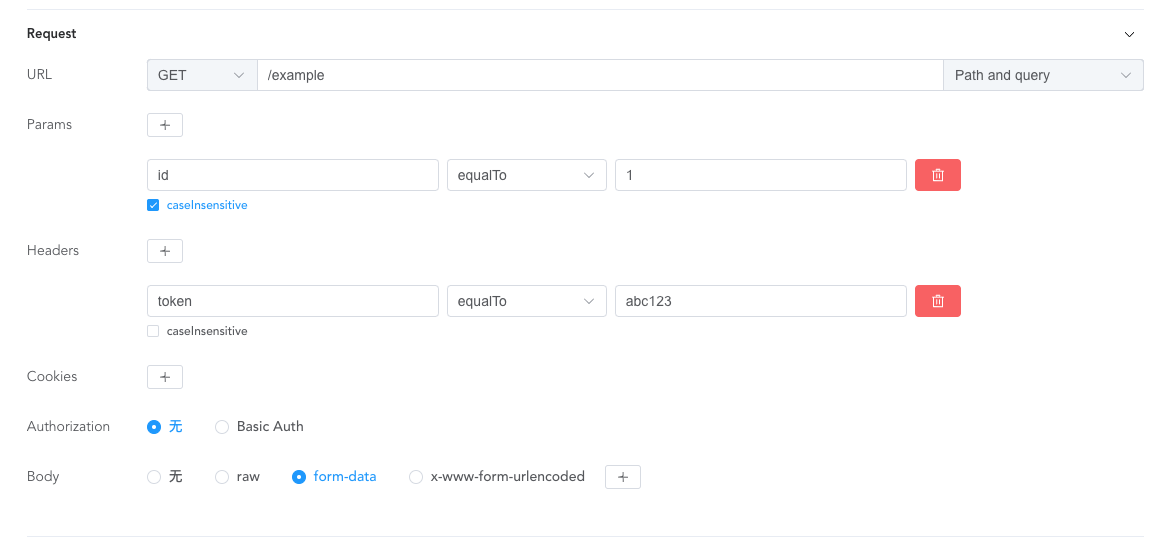 Request
URL GET /example Path and query
Params +
id equalTo 1
caseInsensitive
Headers +
token equalTo abc123
caseInsensitive
Cookies +
Authorization 无 Basic Auth
Body 无 raw form-data x-www-form-urlencoded +